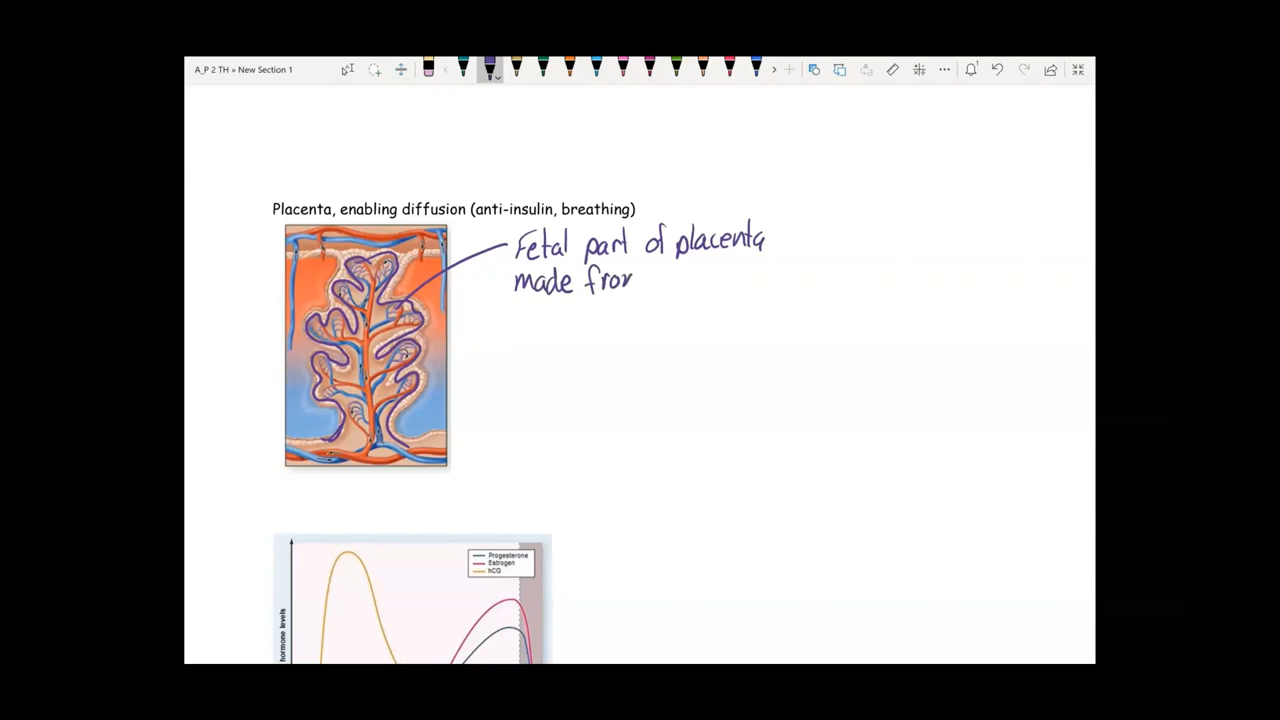 A_P 2 TH » New Section 1
Placenta, enabling diffusion (anti-insulin, breathing)
Fetal part of placenta
made fror
Progesterone
Estrogen
hCG
hormone levels